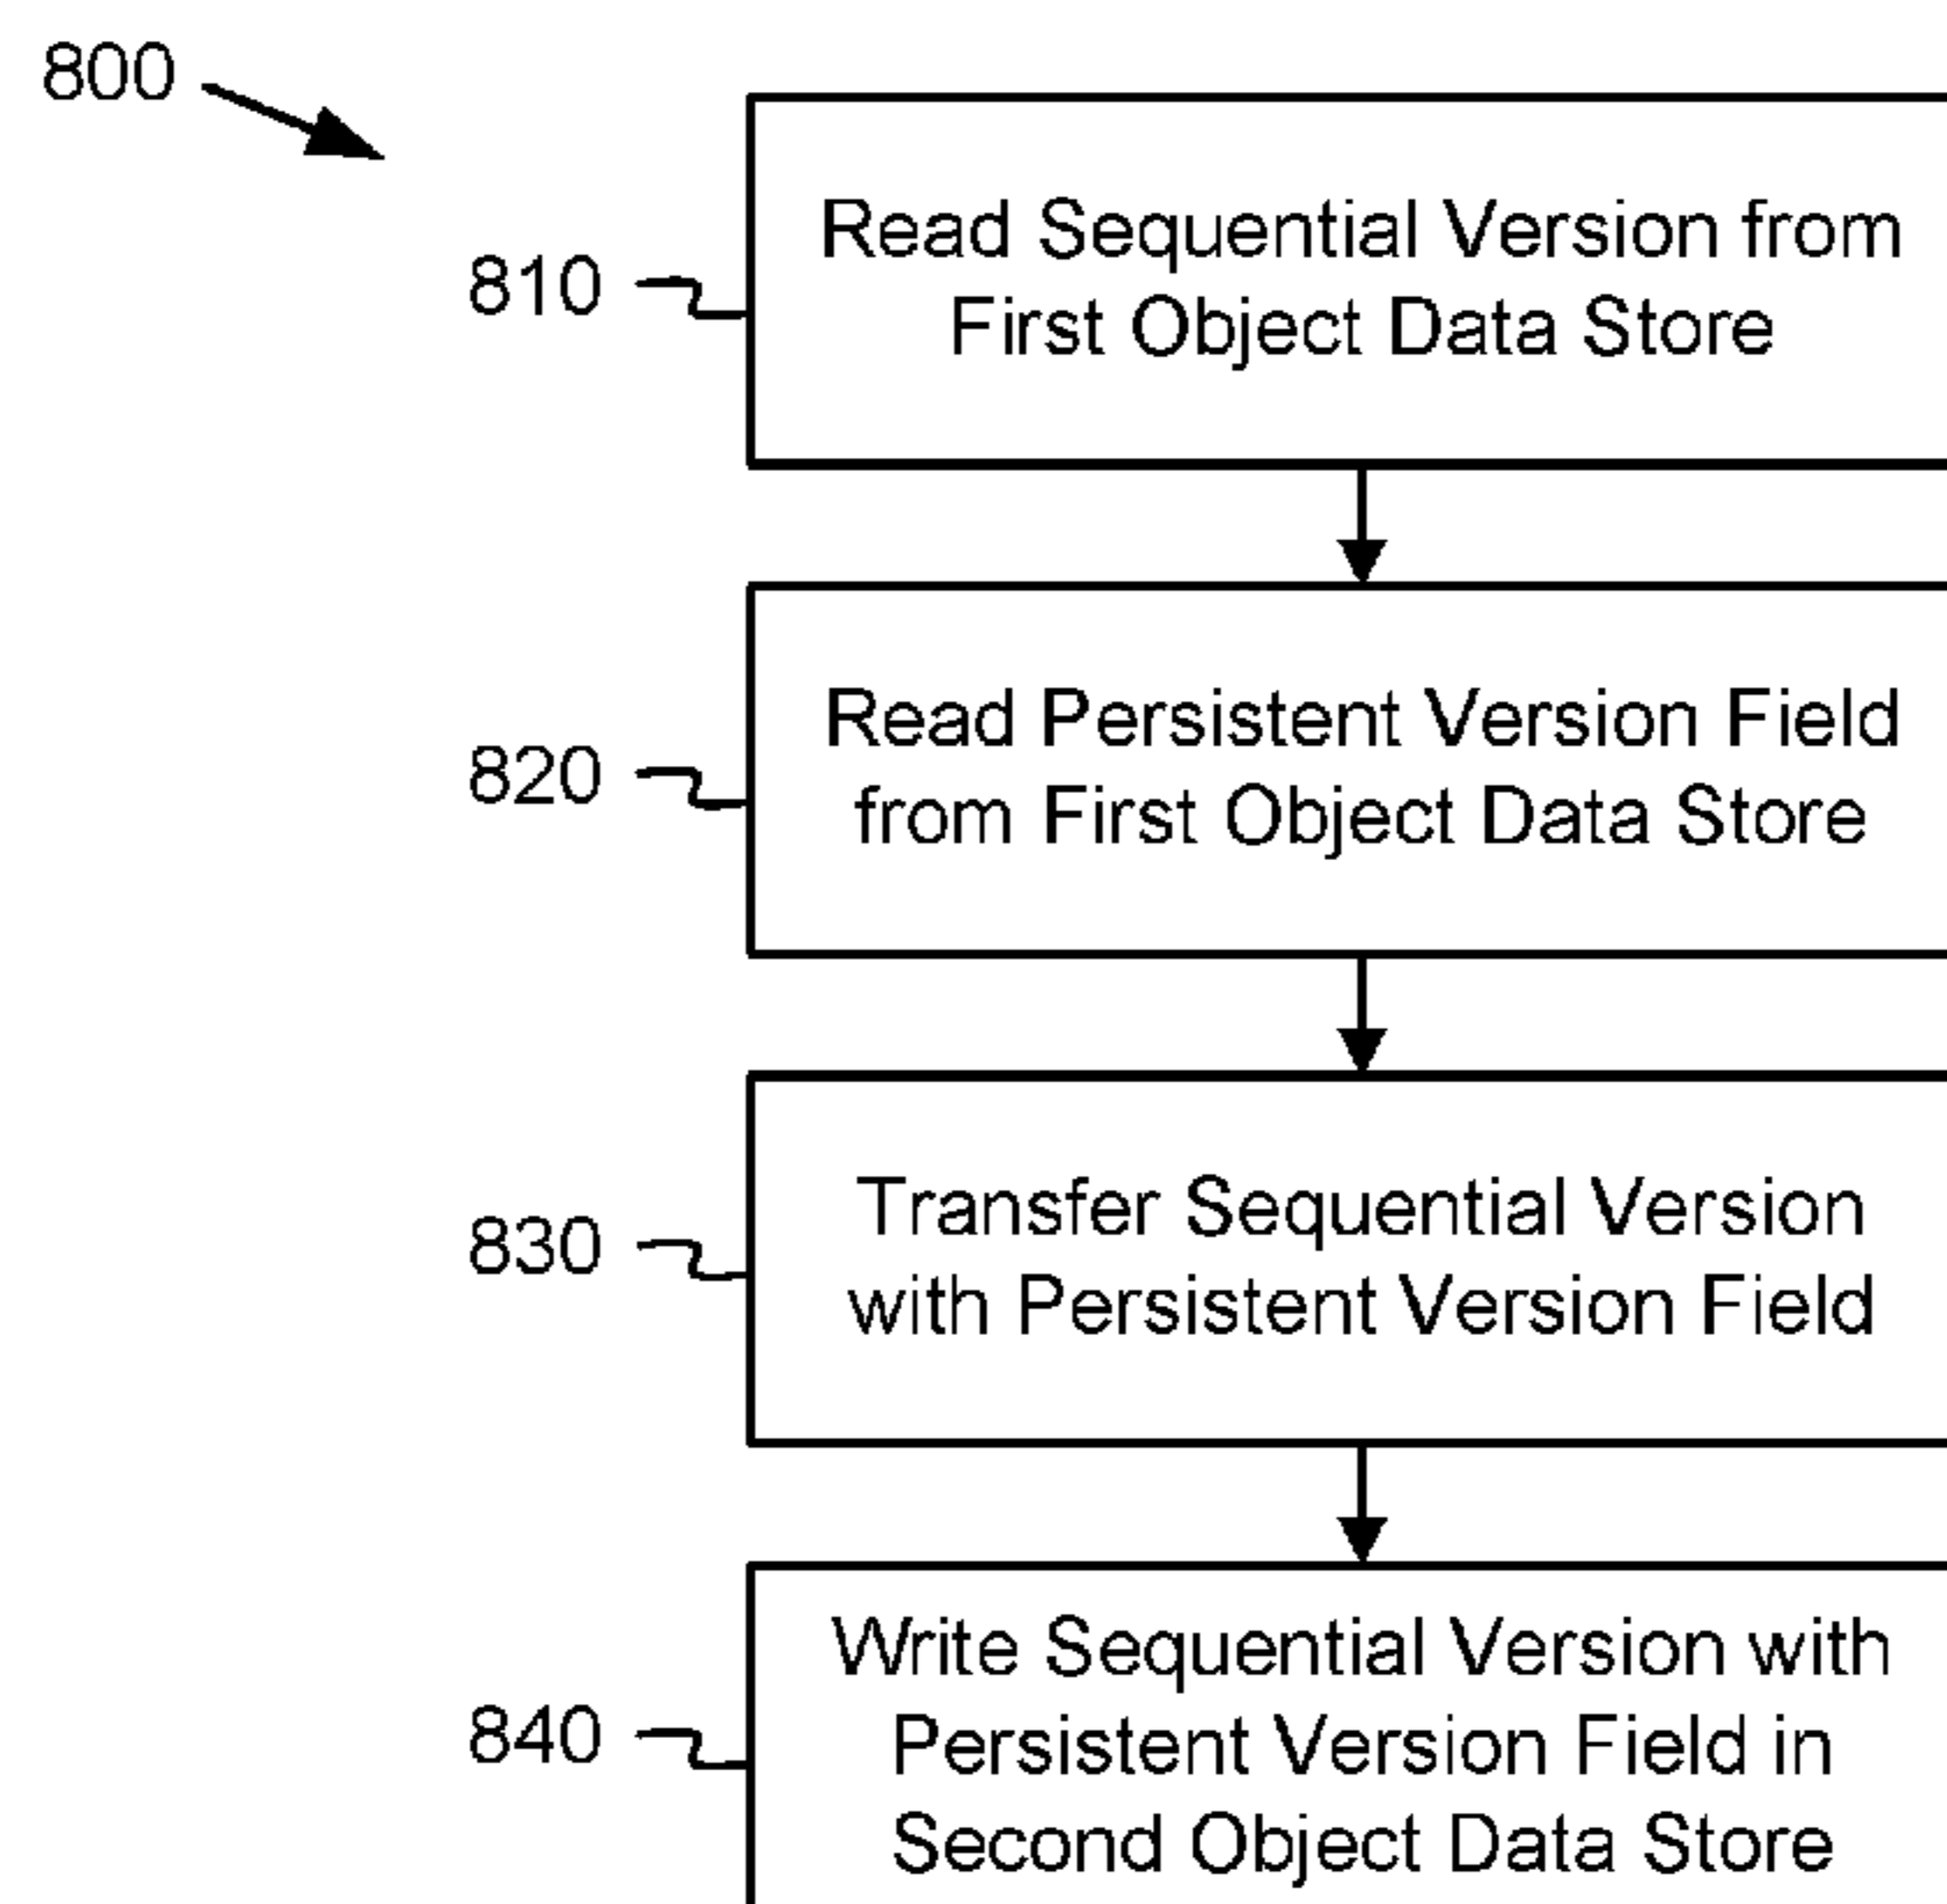 800
810
Read Sequential Version from
First Object Data Store
820
Read Persistent Version Field
from First Object Data Store
830
Transfer Sequential Version
with Persistent Version Field
840
Write Sequential Version with
Persistent Version Field in
Second Object Data Store